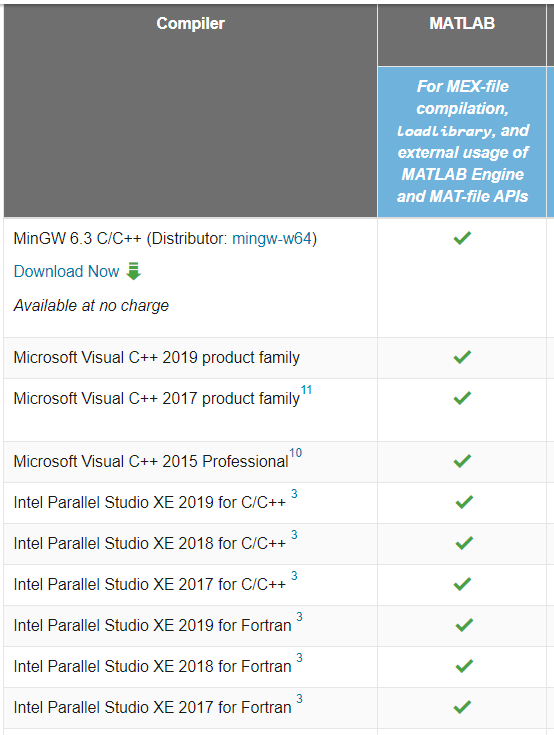 Compiler
MATLAB
For MEX-file
compilation,
loadlibrary, and
external usage of
MATLAB Engine
and MAT-file APIs
MinGW 6.3 C/C++ (Distributor: mingw-w64)
Download Now
Available at no charge
Microsoft Visual C++ 2019 product family
Microsoft Visual C++ 2017 product family 11
Microsoft Visual C++ 2015 Professional 10
Intel Parallel Studio XE 2019 for C/C++ 3
Intel Parallel Studio XE 2018 for C/C++ 3
Intel Parallel Studio XE 2017 for C/C++ 3
Intel Parallel Studio XE 2019 for Fortran 3
Intel Parallel Studio XE 2018 for Fortran 3
Intel Parallel Studio XE 2017 for Fortran 3